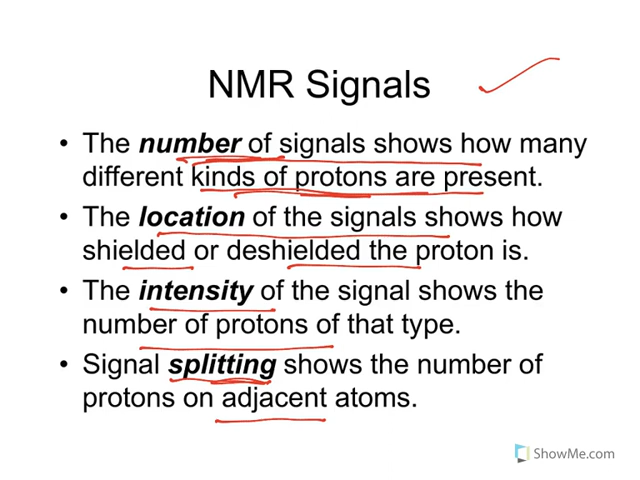 NMR Signals
• The number of signals shows how many
different kinds of protons are present.
• The location of the signals shows how
shielded or deshielded the proton is.
• The intensity of the signal shows the
number of protons of that type.
• Signal splitting shows the number of
protons on adjacent atoms.
ShowMe.com